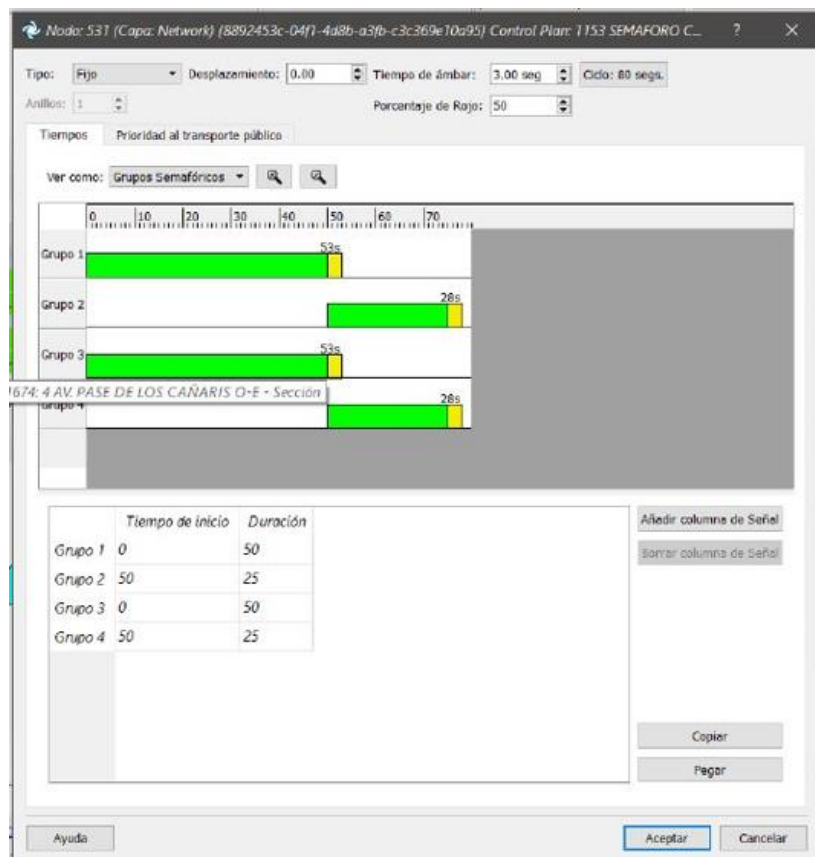 Nodo: 531 (Capa: Network) (8892453c-04f1-4d8b-a3fb-c3c369e10a95) Control Plan: 1153 SEMAFORO C... ? ×
Tipo: Fijo Desplazamiento: 0.00 Tiempo de ámbar: 3.00 seg Ciclo: 80 segs.
Anillos: 1 Porcentaje de Rojo: 50
Tiempos Prioridad al transporte público
Ver como: Grupos Semafóricos
0 10 20 30 40 50 60 70
Grupo 1 53s
Grupo 2 28s
Grupo 3 53s
674: 4 AV. PASE DE LOS CAÑARIS O-E - Sección
Grupo 4 28s
Tiempo de inicio Duración
Grupo 1 0 50
Grupo 2 50 25
Grupo 3 0 50
Grupo 4 50 25
Añadir columna de Señal
Borrar columna de Señal
Copiar
Pegar
Ayuda Aceptar Cancelar